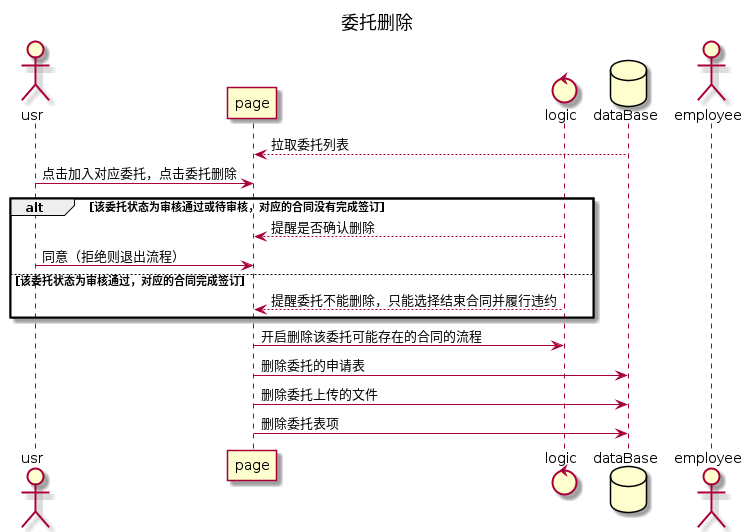 委托删除
usr
page
logic
dataBase
employee
拉取委托列表
点击加入对应委托，点击委托删除
alt [该委托状态为审核通过或待审核，对应的合同没有完成签订]
提醒是否确认删除
同意（拒绝则退出流程）
[该委托状态为审核通过，对应的合同完成签订]
提醒委托不能删除，只能选择结束合同并履行违约
开启删除该委托可能存在的合同的流程
删除委托的申请表
删除委托上传的文件
删除委托表项
usr
page
logic
dataBase
employee